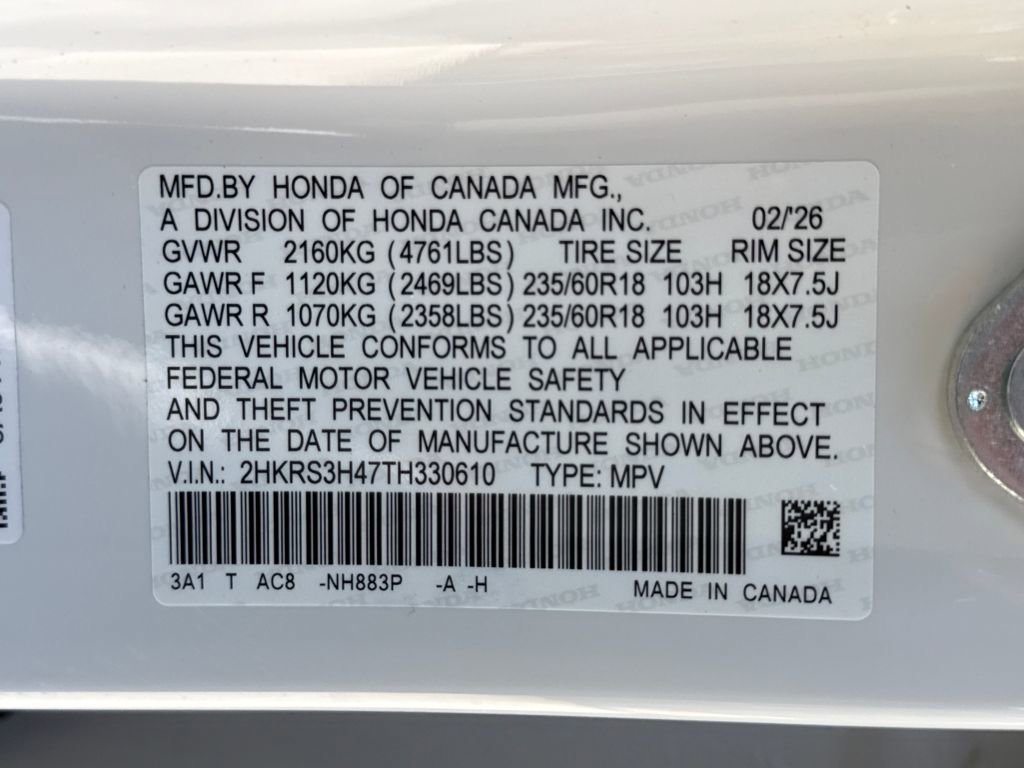 MFD.BY HONDA OF CANADA MFG.,
A DIVISION OF HONDA CANADA INC. 02/'26
GVWR 2160KG (4761LBS) TIRE SIZE RIM SIZE
GAWR F 1120KG (2469LBS) 235/60R18 103H 18X7.5J
GAWR R 1070KG (2358LBS) 235/60R18 103H 18X7.5J
THIS VEHICLE CONFORMS TO ALL APPLICABLE
FEDERAL MOTOR VEHICLE SAFETY
AND THEFT PREVENTION STANDARDS IN EFFECT
ON THE DATE OF MANUFACTURE SHOWN ABOVE.
V.I.N.: 2HKRS3H47TH330610 TYPE: MPV
3A1 T AC8 -NH883P -A -H MADE IN CANADA